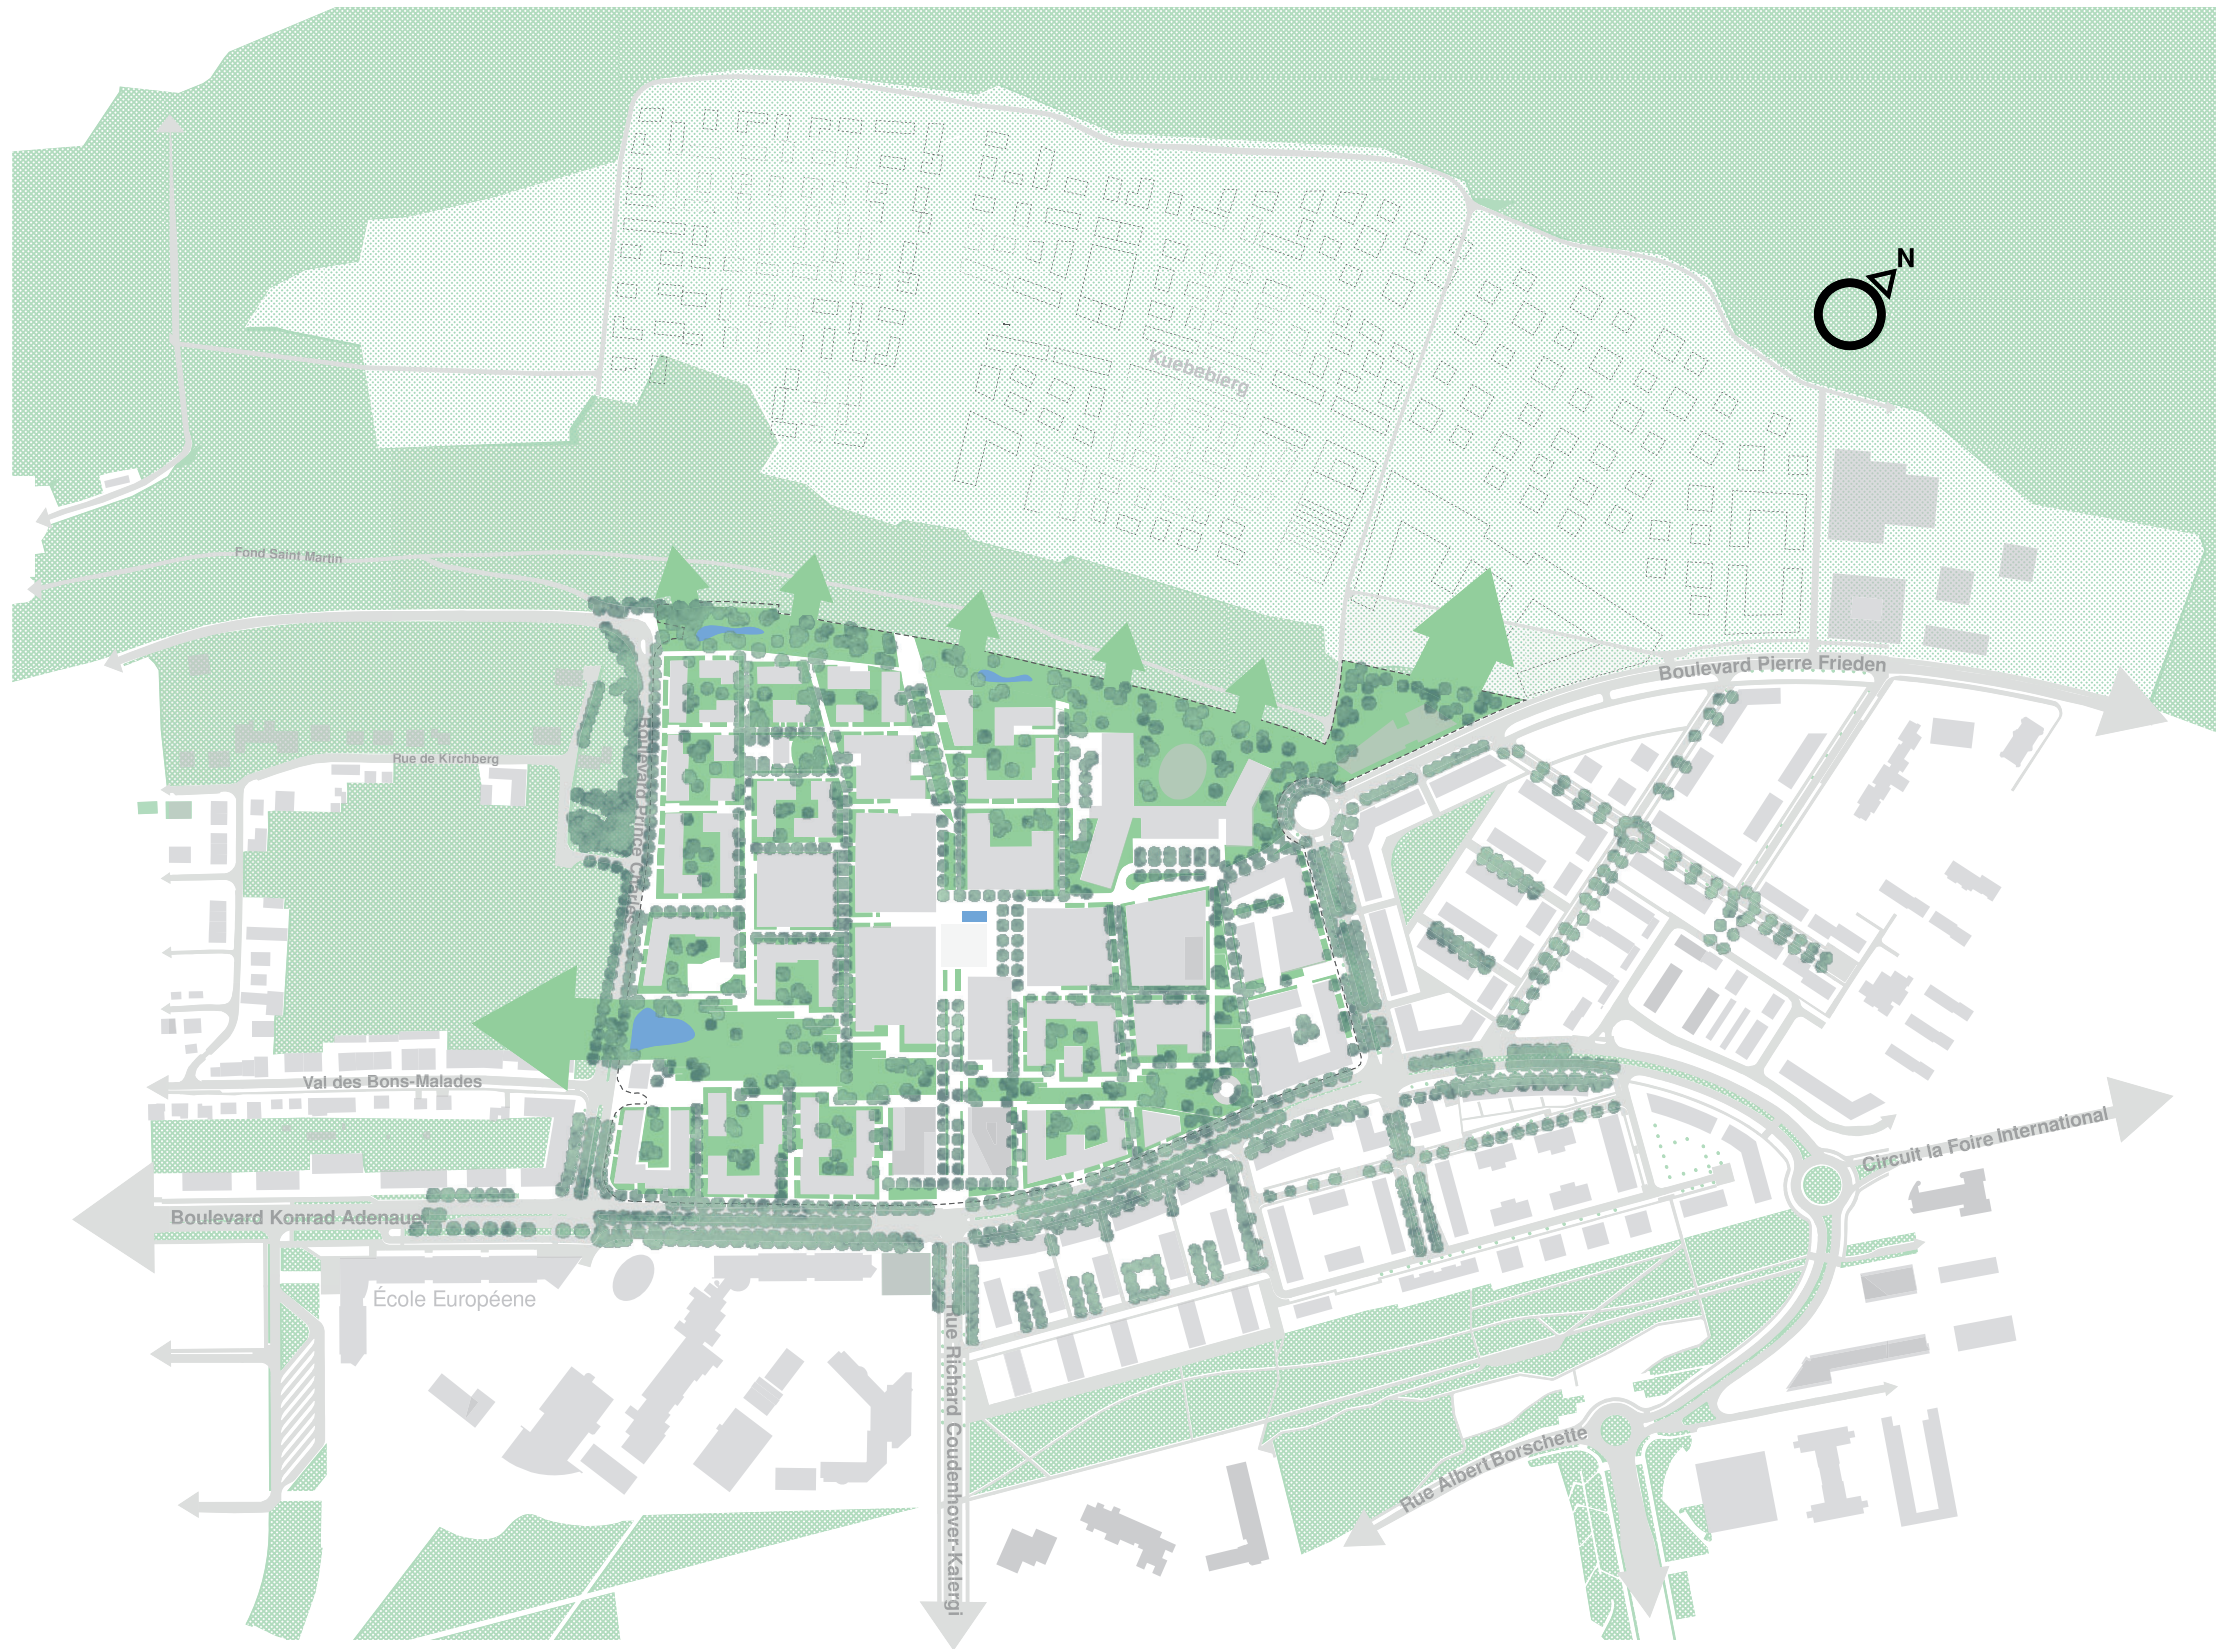 N
Kuebebierg
Fond Saint Martin
Boulevard Pierre Frieden
Boulevard Prince Charles
Rue de Kirchberg
Val des Bons-Malades
Circuit la Foire International
Boulevard Konrad Adenauer
École Européene
Rue Richard Coudenhover-Kalergi
Rue Albert Borschette